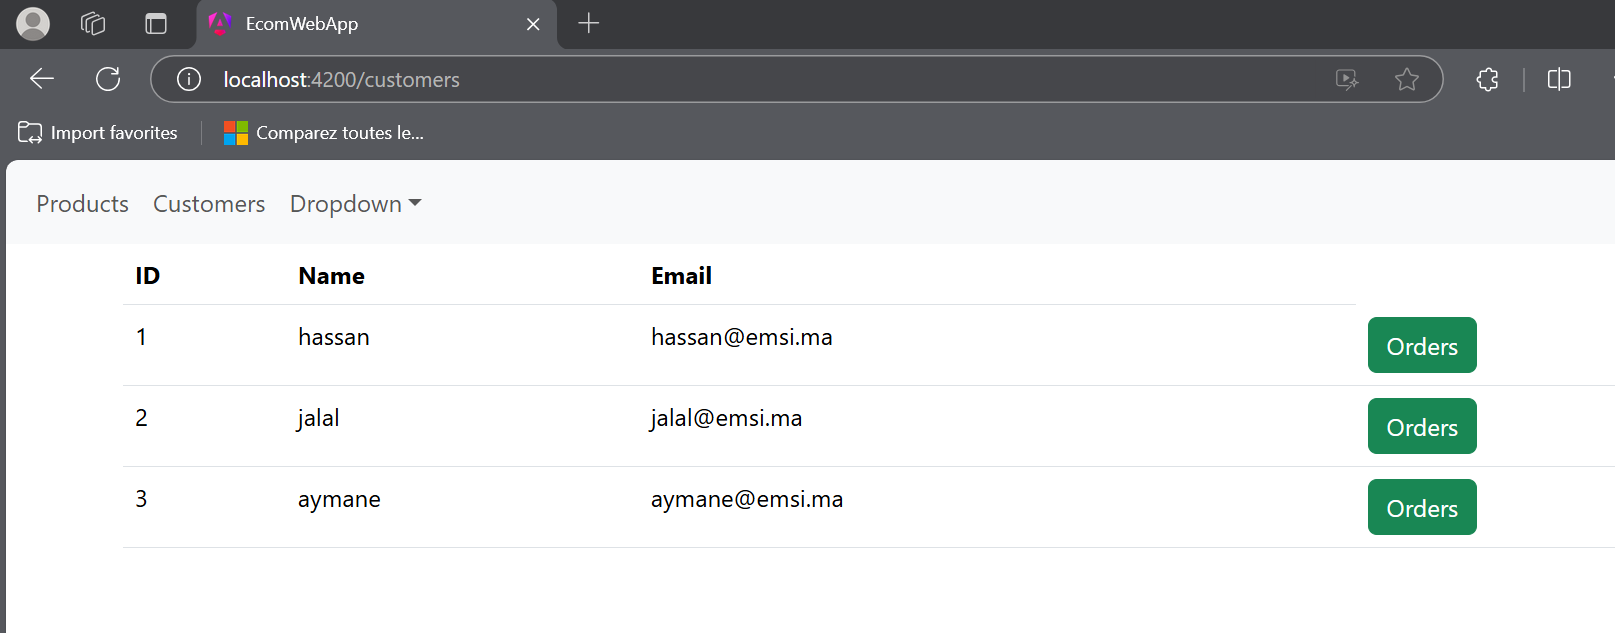 EcomWebApp
localhost:4200/customers
Import favorites
Comparez toutes le...
Products Customers Dropdown
ID Name Email
1 hassan hassan@emsi.ma Orders
2 jalal jalal@emsi.ma Orders
3 aymane aymane@emsi.ma Orders